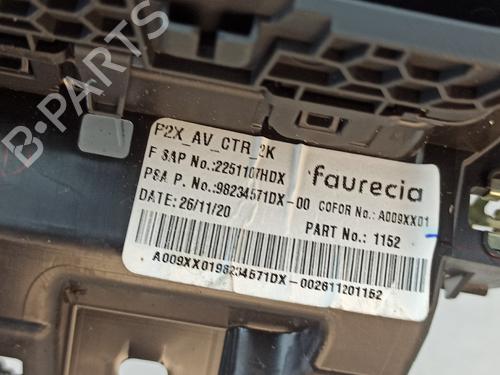 B-PARTS
P2X_AV_CTR_2K
F SAP No.:2251107HDX
faurecia
PSA P. No.:98234571DX-00 COFOR No.: A009XX01
DATE: 26/11/20
PART No.: 1152
A009XX0198234571DX-002611201152